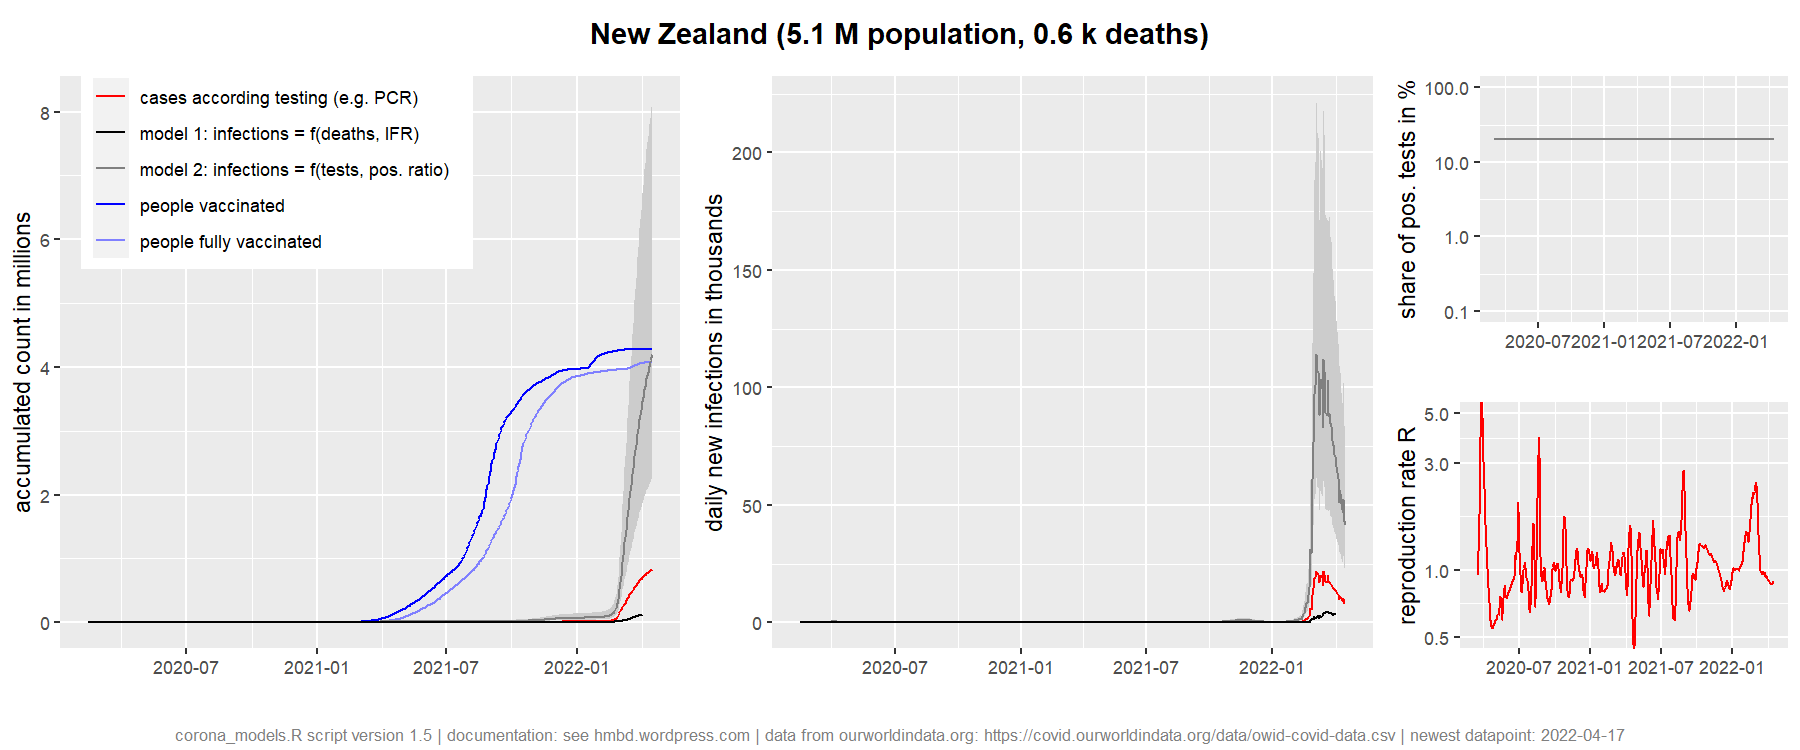 New Zealand (5.1 M population, 0.6 k deaths)
accumulated count in millions
8
6
4
2
0
cases according testing (e.g. PCR)
model 1: infections = f(deaths, IFR)
model 2: infections = f(tests, pos. ratio)
people vaccinated
people fully vaccinated
2020-07 2021-01 2021-07 2022-01
daily new infections in thousands
200
150
100
50
0
2020-07 2021-01 2021-07 2022-01
share of pos. tests in %
100.0
10.0
1.0
0.1
2020-07 2021-01 2021-07 2022-01
reproduction rate R
5.0
3.0
1.0
0.5
2020-07 2021-01 2021-07 2022-01
corona_models.R script version 1.5 | documentation: see hmbd.wordpress.com | data from ourworldindata.org: https://covid.ourworldindata.org/data/owid-covid-data.csv | newest datapoint: 2022-04-17